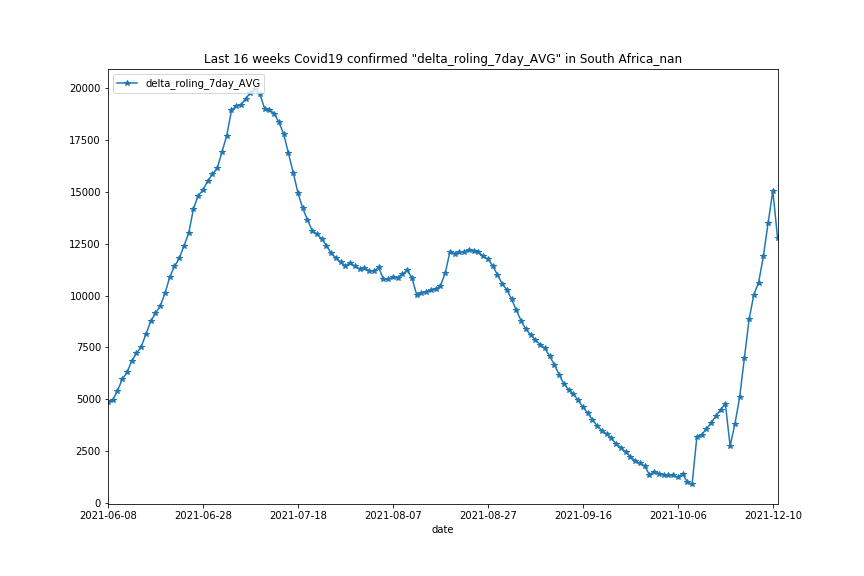 Last 16 weeks Covid19 confirmed "delta_roling_7day_AVG" in South Africa_nan
delta_roling_7day_AVG
20000
17500
15000
12500
10000
7500
5000
2500
0
2021-06-08 2021-06-28 2021-07-18 2021-08-07 2021-08-27 2021-09-16 2021-10-06 2021-12-10
date